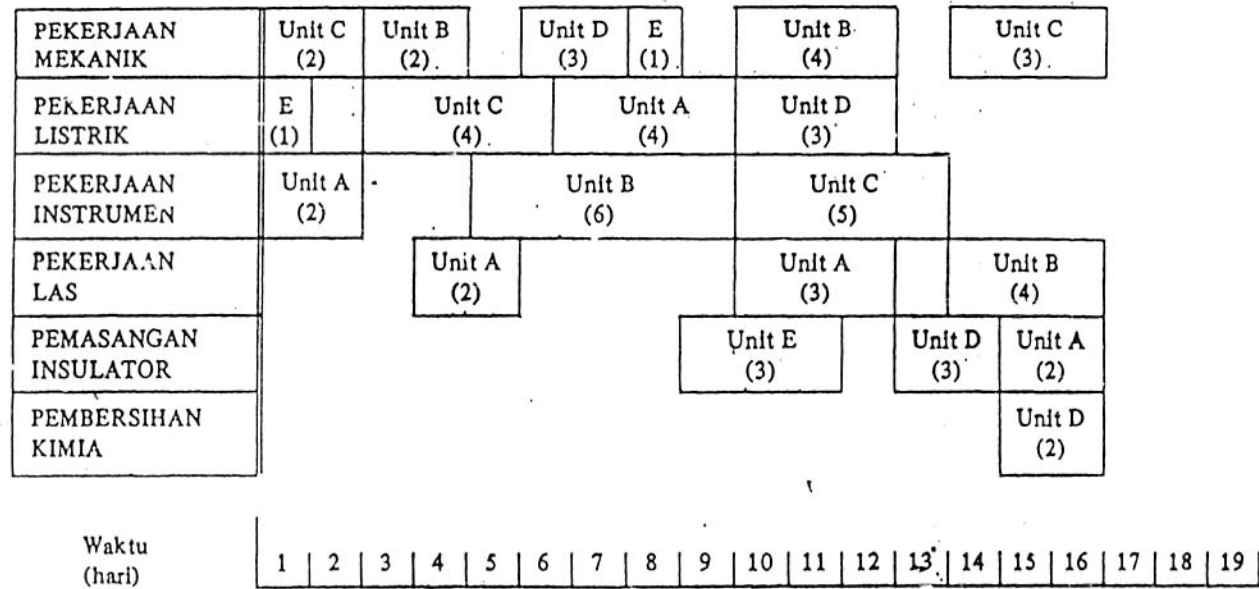 PEKERJAAN
MEKANIK
Unit C
(2)
Unit B
(2)
Unit D
(3)
E
(1)
Unit B
(4)
Unit C
(3)
PEKERJAAN
LISTRIK
E
(1)
Unit C
(4)
Unit A
(4)
Unit D
(3)
PEKERJAAN
INSTRUMEN
Unit A
(2)
Unit B
(6)
Unit C
(5)
PEKERJAAN
LAS
Unit A
(2)
Unit A
(3)
Unit B
(4)
PEMASANGAN
INSULATOR
Unit E
(3)
Unit D
(3)
Unit A
(2)
PEMBERSIHAN
KIMIA
Unit D
(2)
Waktu
(hari)
1 2 3 4 5 6 7 8 9 10 11 12 13 14 15 16 17 18 19